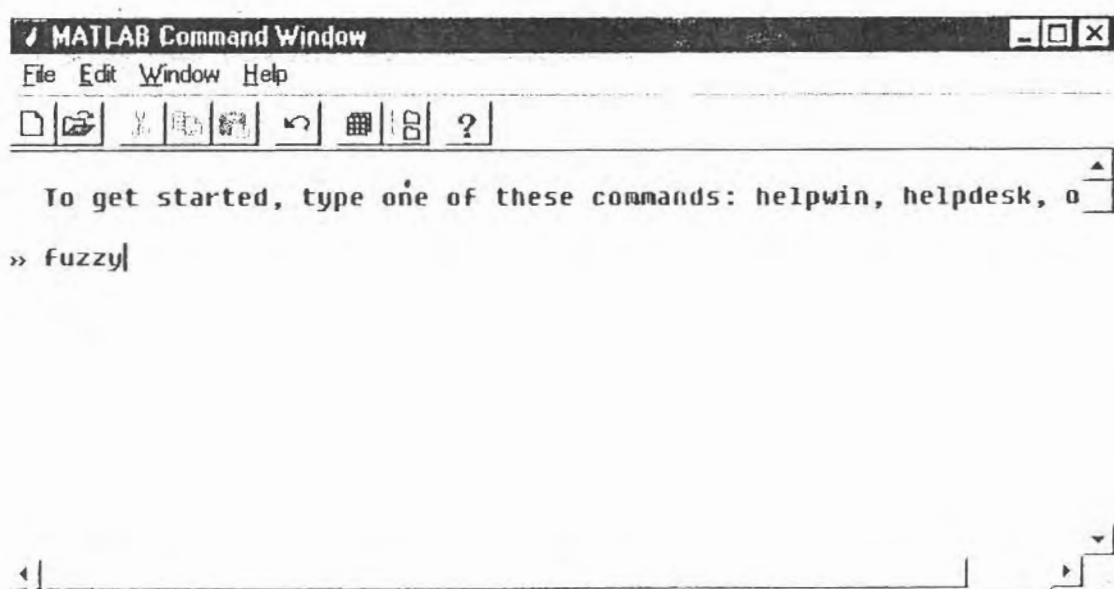 MATLAB Command Window
File Edit Window Help
?
To get started, type one of these commands: helpwin, helpdesk, o
» fuzzy